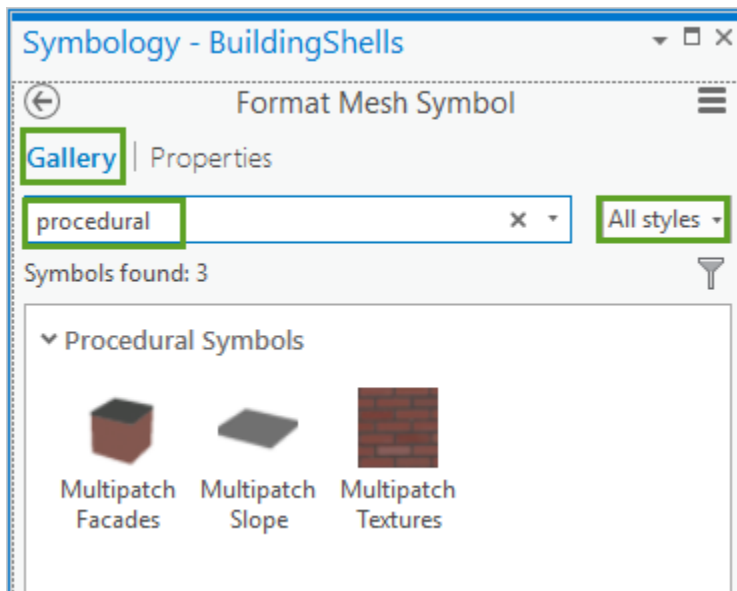 Symbology - BuildingShells
Format Mesh Symbol
Gallery | Properties
procedural
All styles
Symbols found: 3
Procedural Symbols
Multipatch Facades
Multipatch Slope
Multipatch Textures